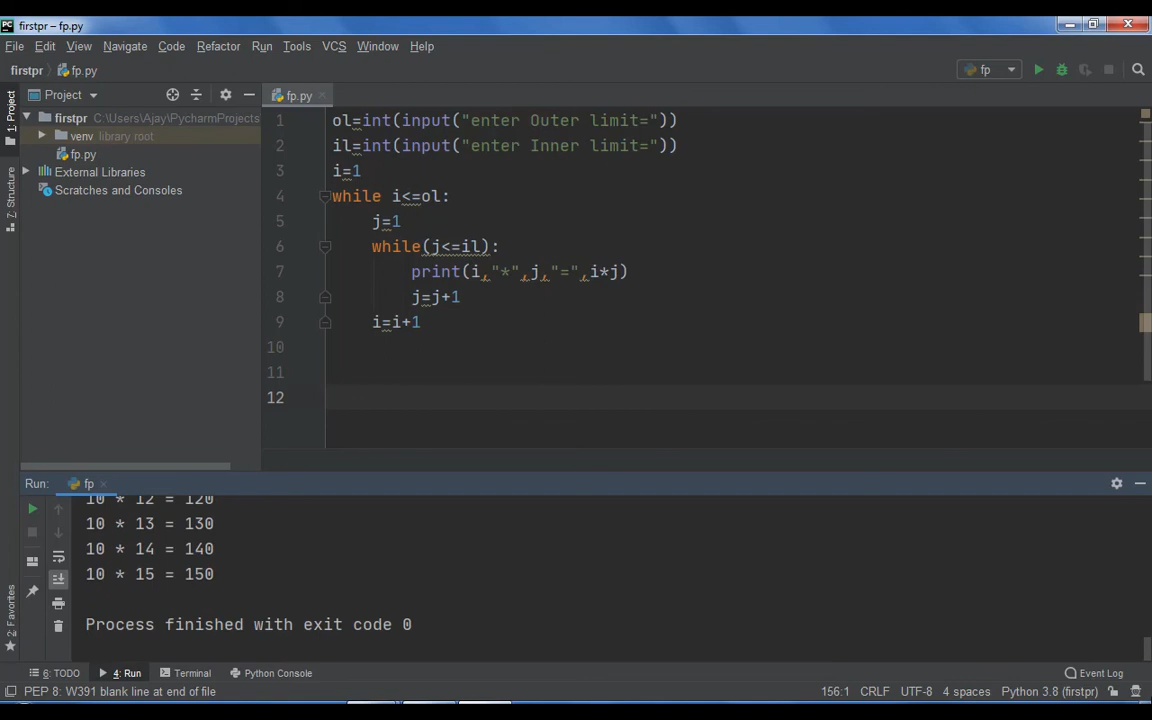 PC firstpr – fp.py
File Edit View Navigate Code Refactor Run Tools VCS Window Help
firstpr fp.py fp
1: Project
Project
fp.py
firstpr C:\Users\Ajay\PycharmProjects
venv library root
fp.py
External Libraries
Scratches and Consoles
7: Structure
1 ol=int(input("enter Outer limit="))
2 il=int(input("enter Inner limit="))
3 i=1
4 while i<=ol:
5 j=1
6 while(j<=il):
7 print(i,"*",j,"=",i*j)
8 j=j+1
9 i=i+1
10
11
12
Run: fp
10 * 12 = 120
10 * 13 = 130
10 * 14 = 140
10 * 15 = 150
Process finished with exit code 0
2: Favorites
6: TODO 4: Run Terminal Python Console Event Log
PEP 8: W391 blank line at end of file 156:1 CRLF UTF-8 4 spaces Python 3.8 (firstpr)